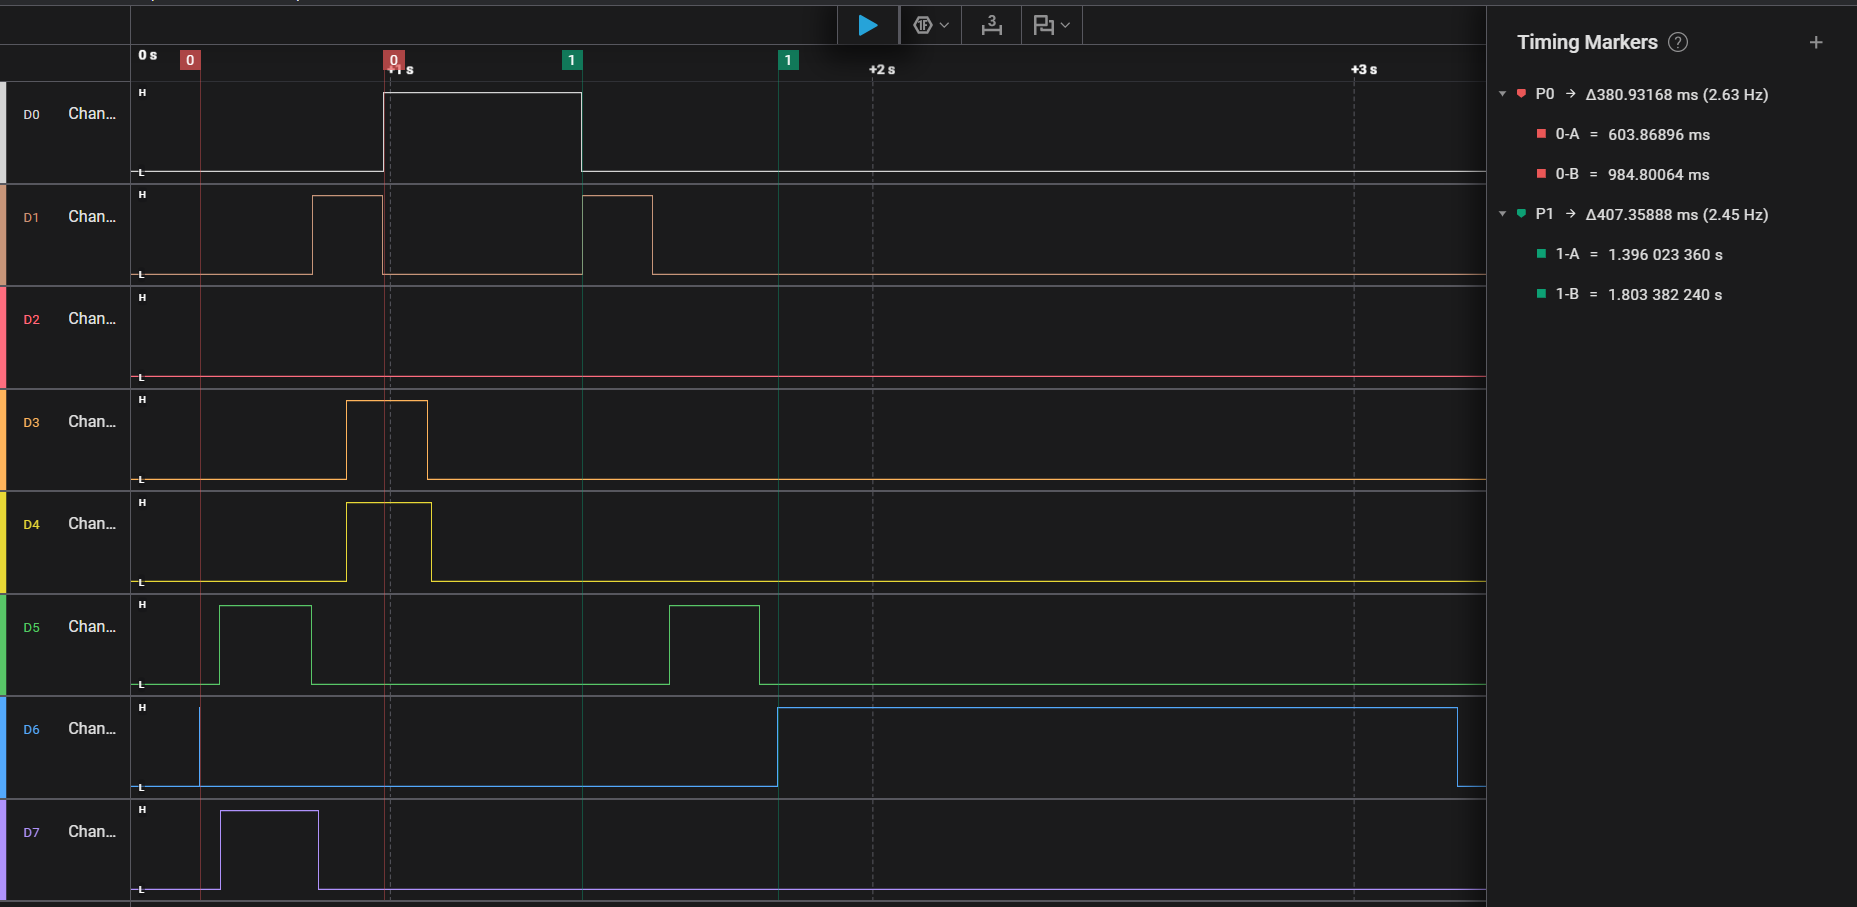 0 s
0
0
+1 s
1
1
+2 s
+3 s
3
Timing Markers ?
P0 → Δ380.93168 ms (2.63 Hz)
0-A = 603.86896 ms
0-B = 984.80064 ms
P1 → Δ407.35888 ms (2.45 Hz)
1-A = 1.396 023 360 s
1-B = 1.803 382 240 s
D0 Chan... H
L
D1 Chan... H
L
D2 Chan... H
L
D3 Chan... H
L
D4 Chan... H
L
D5 Chan... H
L
D6 Chan... H
L
D7 Chan... H
L